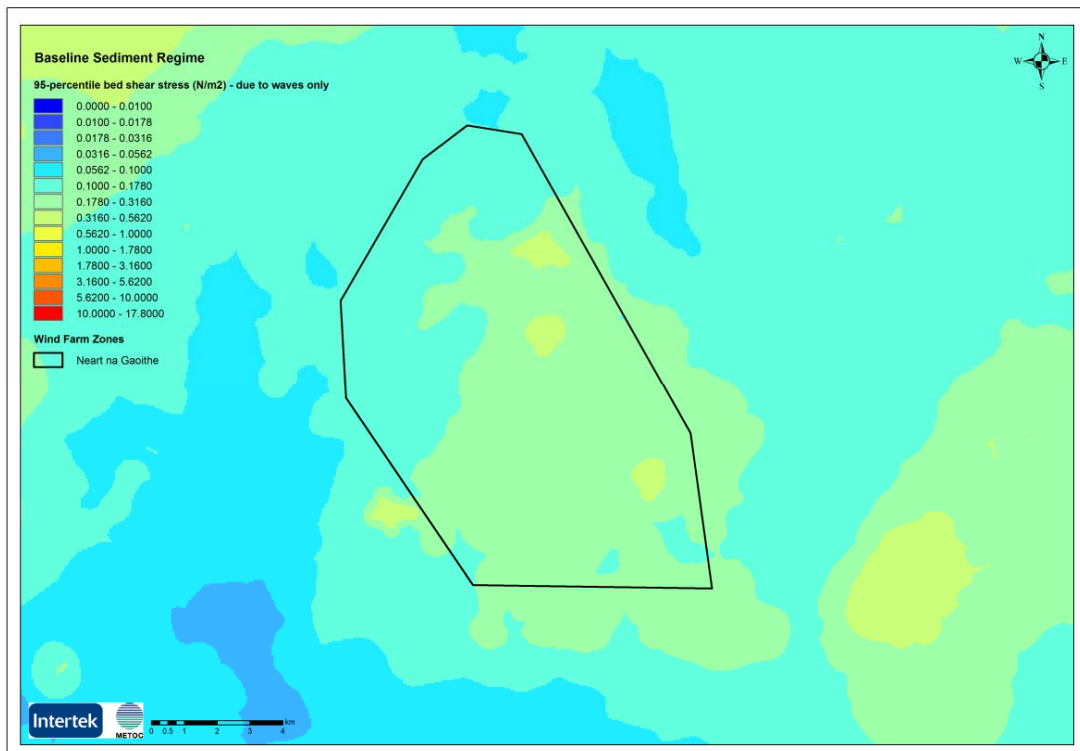 Baseline Sediment Regime
95-percentile bed shear stress (N/m2) - due to waves only
0.0000 - 0.0100
0.0100 - 0.0178
0.0178 - 0.0316
0.0316 - 0.0562
0.0562 - 0.1000
0.1000 - 0.1780
0.1780 - 0.3160
0.3160 - 0.5620
0.5620 - 1.0000
1.0000 - 1.7800
1.7800 - 3.1600
3.1600 - 5.6200
5.6200 - 10.0000
10.0000 - 17.8000
Wind Farm Zones
Neart na Gaoithe
N
W E
S
Intertek
METOC
km
0 0.5 1 2 3 4